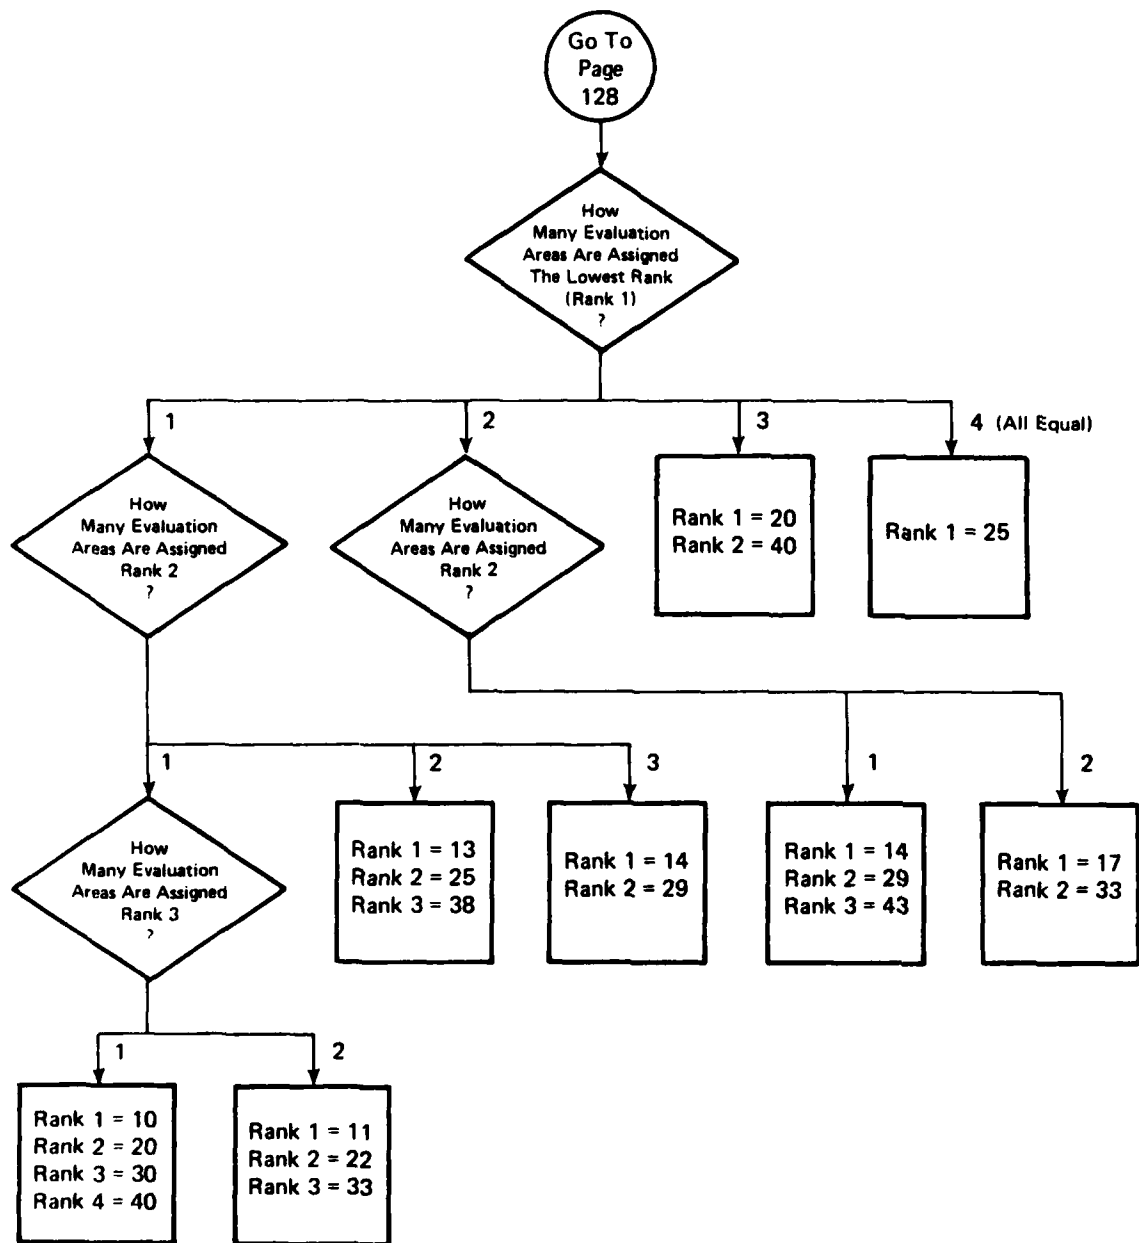 Go To
Page
128
How
Many Evaluation
Areas Are Assigned
The Lowest Rank
(Rank 1)
?
1
2
3
4 (All Equal)
How
Many Evaluation
Areas Are Assigned
Rank 2
?
How
Many Evaluation
Areas Are Assigned
Rank 2
?
Rank 1 = 20
Rank 2 = 40
Rank 1 = 25
1
2
3
1
2
How
Many Evaluation
Areas Are Assigned
Rank 3
?
Rank 1 = 13
Rank 2 = 25
Rank 3 = 38
Rank 1 = 14
Rank 2 = 29
Rank 1 = 14
Rank 2 = 29
Rank 3 = 43
Rank 1 = 17
Rank 2 = 33
1
2
Rank 1 = 10
Rank 2 = 20
Rank 3 = 30
Rank 4 = 40
Rank 1 = 11
Rank 2 = 22
Rank 3 = 33